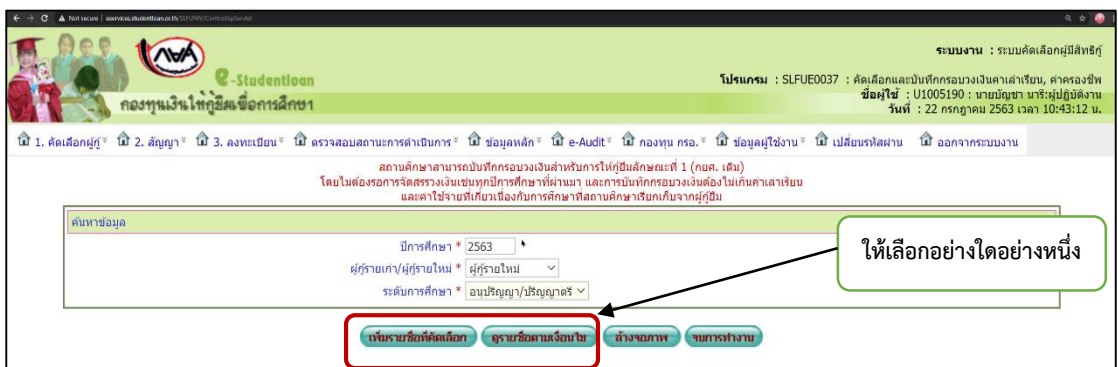 Not secure | eservices.studentloan.or.th/SLFUNIV/ControllupServlet
กยศ
e-Studentloan
กองทุนเงินให้กู้ยืมเพื่อการศึกษา
ระบบงาน : ระบบคัดเลือกผู้มีสิทธิกู้
โปรแกรม : SLFUE0037 : คัดเลือกและบันทึกกรอบวงเงินค่าเล่าเรียน, ค่าครองชีพ
ชื่อผู้ใช้ : U1005190 : นายบัญชา นารี:ผู้ปฏิบัติงาน
วันที่ : 22 กรกฎาคม 2563 เวลา 10:43:12 น.
1. คัดเลือกผู้กู้ 2. สัญญา 3. ลงทะเบียน ตรวจสอบสถานะการดำเนินการ ข้อมูลหลัก e-Audit กองทุน กรอ. ข้อมูลผู้ใช้งาน เปลี่ยนรหัสผ่าน ออกจากระบบงาน
สถานศึกษาสามารถบันทึกกรอบวงเงินสำหรับการให้กู้ยืมลักษณะที่ 1 (กยศ. เดิม)
โดยไม่ต้องรอการจัดสรรวงเงินเช่นทุกปีการศึกษาที่ผ่านมา และการบันทึกกรอบวงเงินต้องไม่เกินค่าเล่าเรียน
และค่าใช้จ่ายที่เกี่ยวเนื่องกับการศึกษาที่สถานศึกษาเรียกเก็บจากผู้กู้ยืม
ค้นหาข้อมูล
ปีการศึกษา * 2563
ผู้กู้รายเก่า/ผู้กู้รายใหม่ * ผู้กู้รายใหม่
ระดับการศึกษา * อนุปริญญา/ปริญญาตรี
ให้เลือกอย่างใดอย่างหนึ่ง
เพิ่มรายชื่อที่คัดเลือก ดูรายชื่อตามเงื่อนไข ล้างจอภาพ จบการทำงาน